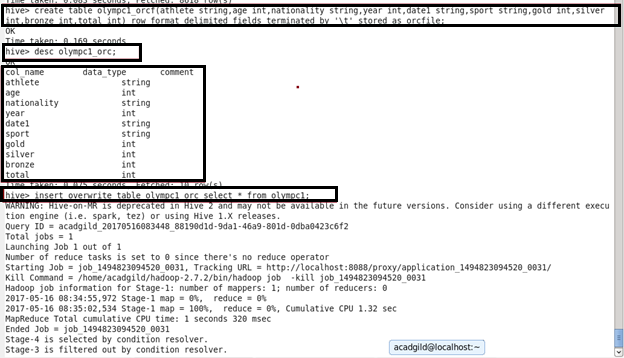 Time taken: 0.083 seconds, Fetched: 8618 row(s)
hive> create table olympc1_orcf(athlete string,age int,nationality string,year int,date1 string,sport string,gold int,silver
int,bronze int,total int) row format delimited fields terminated by '\t' stored as orcfile;
OK
Time taken: 0.169 seconds
hive> desc olympc1_orc;
OK
col_name data_type comment
athlete string
age int
nationality string
year int
date1 string
sport string
gold int
silver int
bronze int
total int
Time taken: 0.075 seconds, Fetched: 10 row(s)
hive> insert overwrite table olympc1_orc select * from olympc1;
WARNING: Hive-on-MR is deprecated in Hive 2 and may not be available in the future versions. Consider using a different execu
tion engine (i.e. spark, tez) or using Hive 1.X releases.
Query ID = acadgild_20170516083448_88190d1d-9da1-46a9-801d-0dba0423c6f2
Total jobs = 1
Launching Job 1 out of 1
Number of reduce tasks is set to 0 since there's no reduce operator
Starting Job = job_1494823094520_0031, Tracking URL = http://localhost:8088/proxy/application_1494823094520_0031/
Kill Command = /home/acadgild/hadoop-2.7.2/bin/hadoop job -kill job_1494823094520_0031
Hadoop job information for Stage-1: number of mappers: 1; number of reducers: 0
2017-05-16 08:34:55,972 Stage-1 map = 0%, reduce = 0%
2017-05-16 08:35:02,534 Stage-1 map = 100%, reduce = 0%, Cumulative CPU 1.32 sec
MapReduce Total cumulative CPU time: 1 seconds 320 msec
Ended Job = job_1494823094520_0031
Stage-4 is selected by condition resolver.
Stage-3 is filtered out by condition resolver.
acadgild@localhost:~